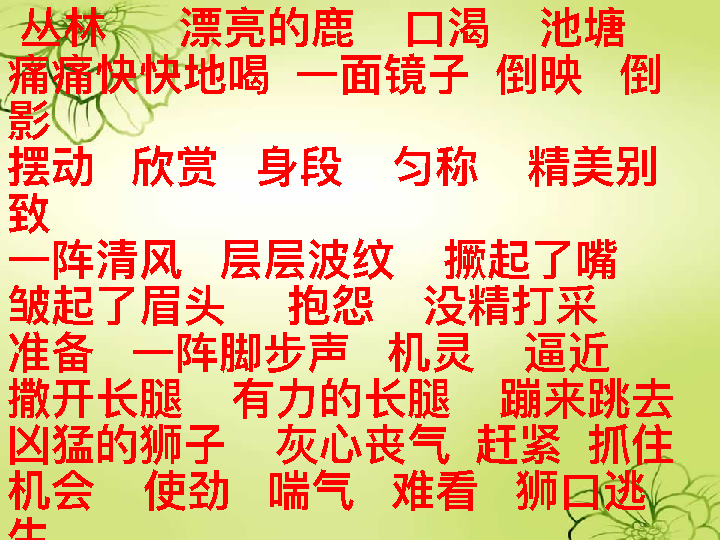 丛林 漂亮的鹿 口渴 池塘
痛痛快快地喝 一面镜子 倒映 倒
影
摆动 欣赏 身段 匀称 精美别
致
一阵清风 层层波纹 撅起了嘴
皱起了眉头 抱怨 没精打采
准备 一阵脚步声 机灵 逼近
撒开长腿 有力的长腿 蹦来跳去
凶猛的狮子 灰心丧气 赶紧 抓住
机会 使劲 喘气 难看 狮口逃
生